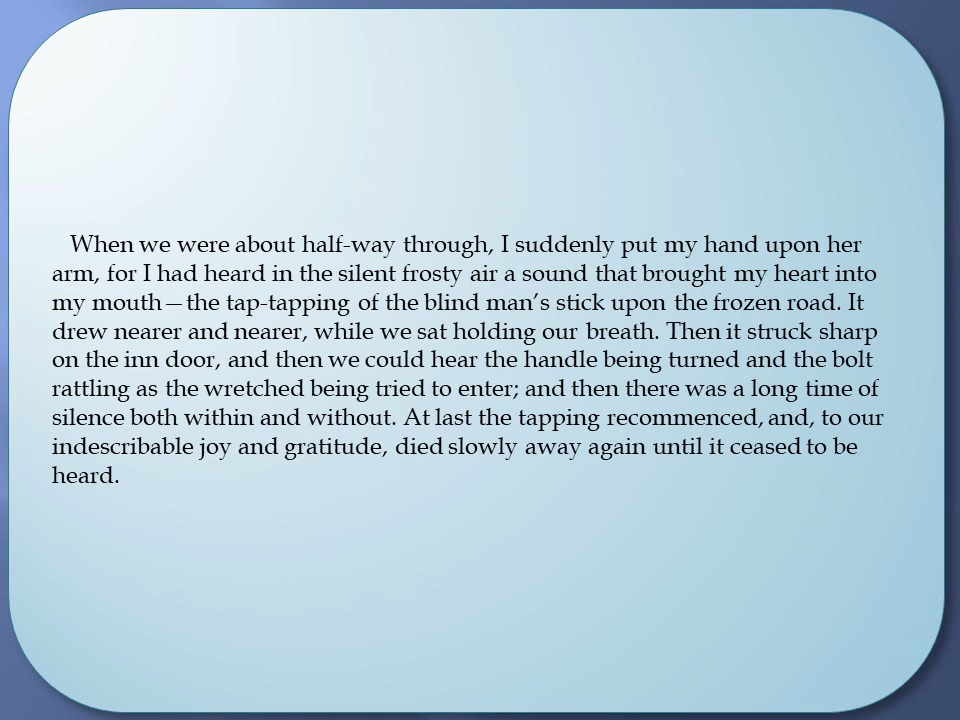 When we were about half-way through, I suddenly put my hand upon her
arm, for I had heard in the silent frosty air a sound that brought my heart into
my mouth—the tap-tapping of the blind man’s stick upon the frozen road. It
drew nearer and nearer, while we sat holding our breath. Then it struck sharp
on the inn door, and then we could hear the handle being turned and the bolt
rattling as the wretched being tried to enter; and then there was a long time of
silence both within and without. At last the tapping recommenced, and, to our
indescribable joy and gratitude, died slowly away again until it ceased to be
heard.